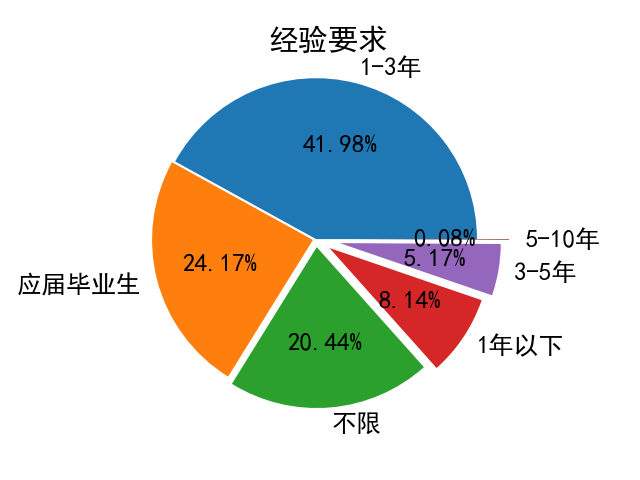 经验要求
1-3年
41.98%
0.08%
5-10年
5.17%
24.17%
3-5年
应届毕业生
8.14%
20.44%
1年以下
不限